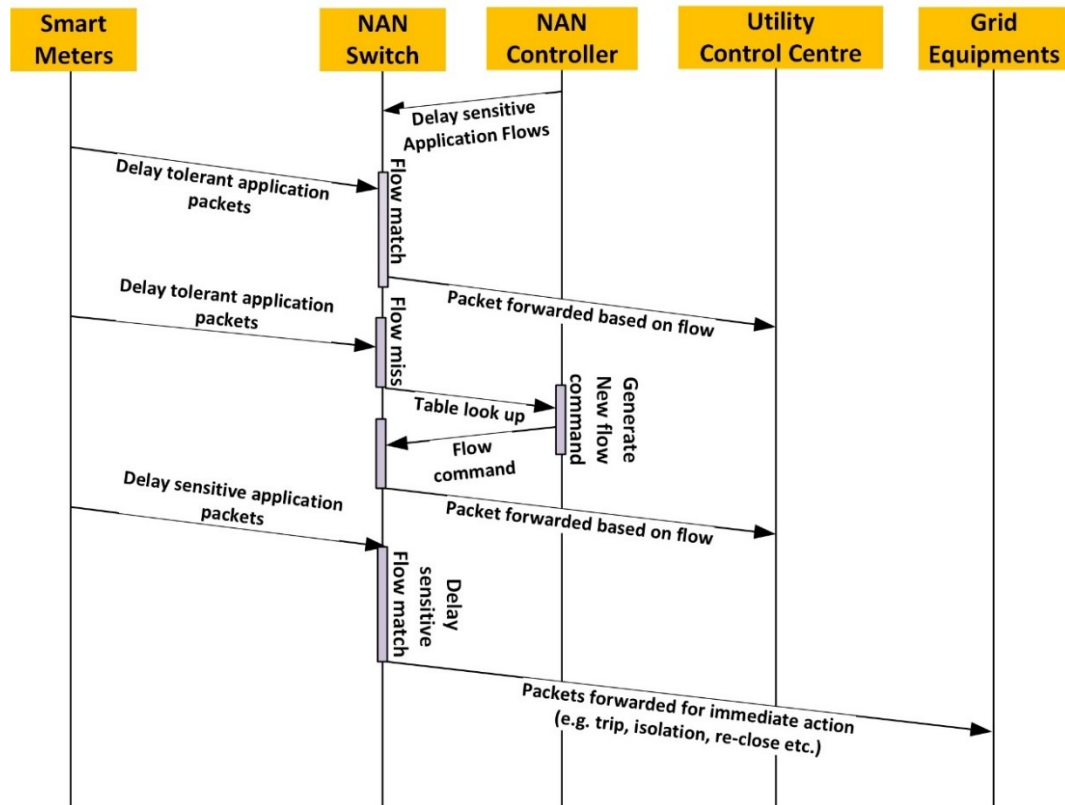 Smart
Meters
NAN
Switch
NAN
Controller
Utility
Control Centre
Grid
Equipments
Delay sensitive
Application Flows
Delay tolerant application
packets
Flow match
Packet forwarded based on flow
Delay tolerant application
packets
Flow miss
Table look up
Generate
New flow
command
Flow
command
Packet forwarded based on flow
Delay sensitive application
packets
Delay
sensitive
Flow match
Packets forwarded for immediate action
(e.g. trip, isolation, re-close etc.)